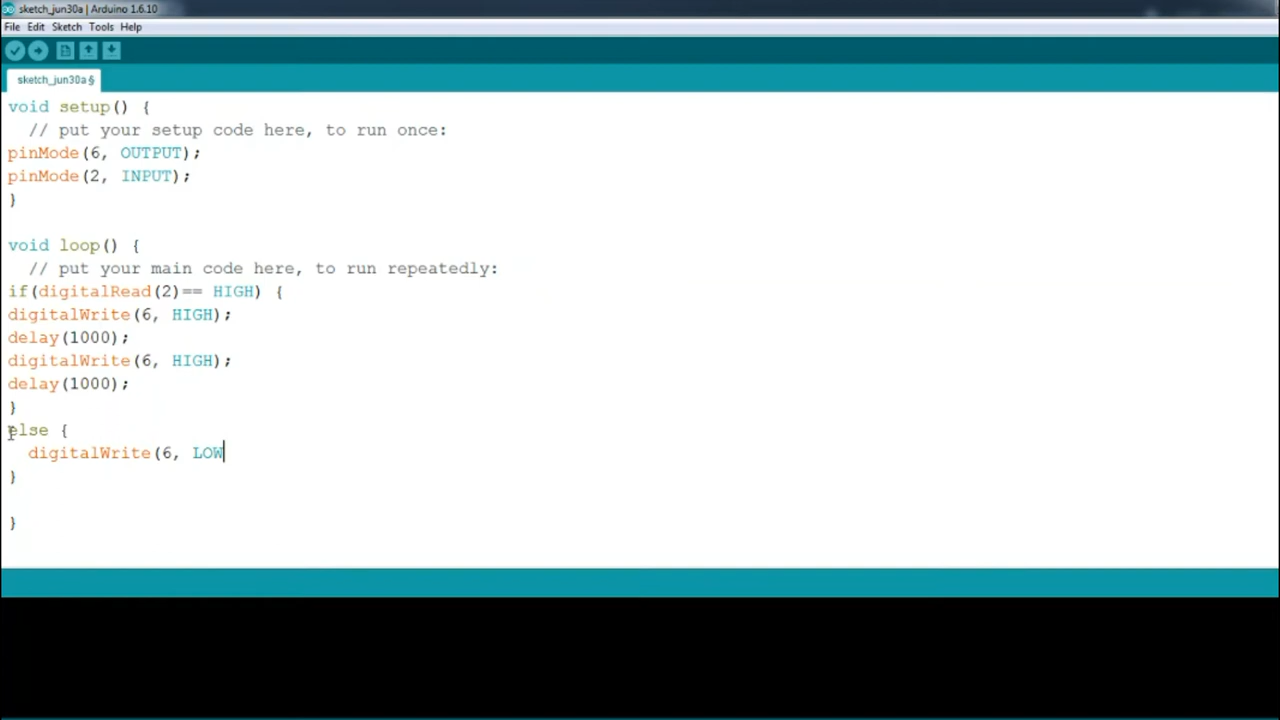 sketch_jun30a | Arduino 1.6.10
File Edit Sketch Tools Help
sketch_jun30a §
void setup() {
  // put your setup code here, to run once:
pinMode(6, OUTPUT);
pinMode(2, INPUT);
}
void loop() {
  // put your main code here, to run repeatedly:
if(digitalRead(2)== HIGH) {
digitalWrite(6, HIGH);
delay(1000);
digitalWrite(6, HIGH);
delay(1000);
}
else {
  digitalWrite(6, LOW
}
}